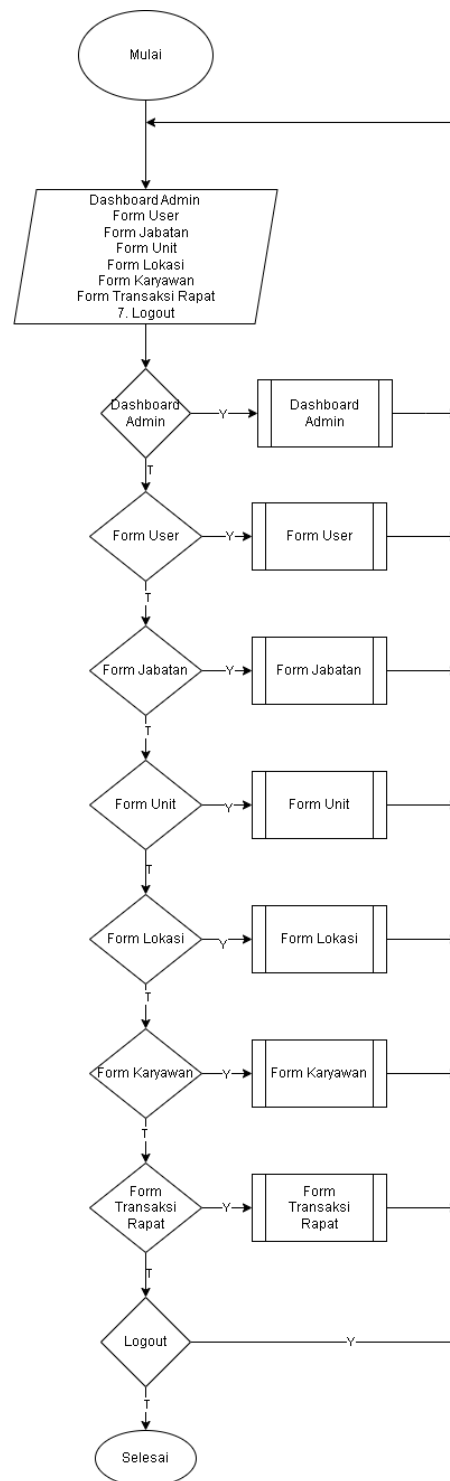 Mulai
Dashboard Admin
Form User
Form Jabatan
Form Unit
Form Lokasi
Form Karyawan
Form Transaksi Rapat
7. Logout
Dashboard
Admin
Y
Dashboard
Admin
T
Form User
Y
Form User
T
Form Jabatan
Y
Form Jabatan
T
Form Unit
Y
Form Unit
T
Form Lokasi
Y
Form Lokasi
T
Form Karyawan
Y
Form Karyawan
T
Form
Transaksi
Rapat
Y
Form
Transaksi
Rapat
T
Logout
Y
T
Selesai